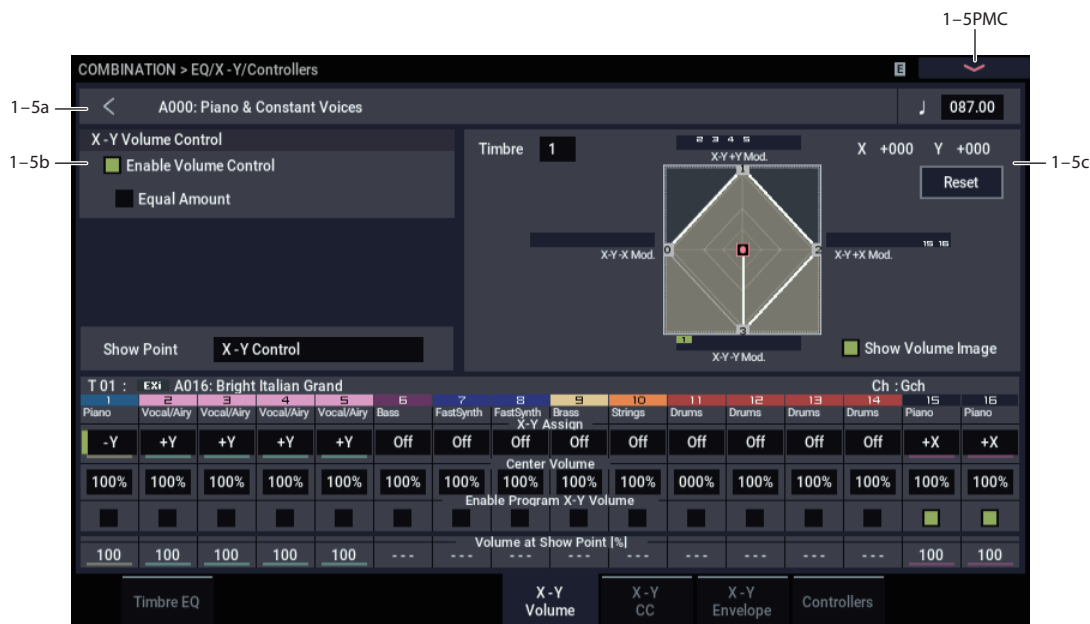 1–5PMC
COMBINATION > EQ/X -Y/Controllers
E
1–5a
A000: Piano & Constant Voices
♩ 087.00
X -Y Volume Control
1–5b
Enable Volume Control
Equal Amount
Timbre 1
2 3 4 5
X-Y +Y Mod.
X +000 Y +000
1–5c
Reset
1
X-Y-X Mod.
0
2
X-Y +X Mod.
15 16
3
1
X-Y -Y Mod.
Show Point X -Y Control
Show Volume Image
T 01 : EXi A016: Bright Italian Grand Ch : Gch
1 2 3 4 5 6 7 8 9 10 11 12 13 14 15 16
Piano Vocal/Airy Vocal/Airy Vocal/Airy Vocal/Airy Bass FastSynth FastSynth Brass Strings Drums Drums Drums Drums Piano Piano
X-Y Assign
-Y +Y +Y +Y +Y Off Off Off Off Off Off Off Off Off +X +X
Center Volume
100% 100% 100% 100% 100% 100% 100% 100% 100% 100% 000% 100% 100% 100% 100% 100%
Enable Program X-Y Volume
Volume at Show Point [%]
100 100 100 100 100 --- --- --- --- --- --- --- --- --- 100 100
Timbre EQ
X -Y
Volume
X -Y
CC
X -Y
Envelope
Controllers